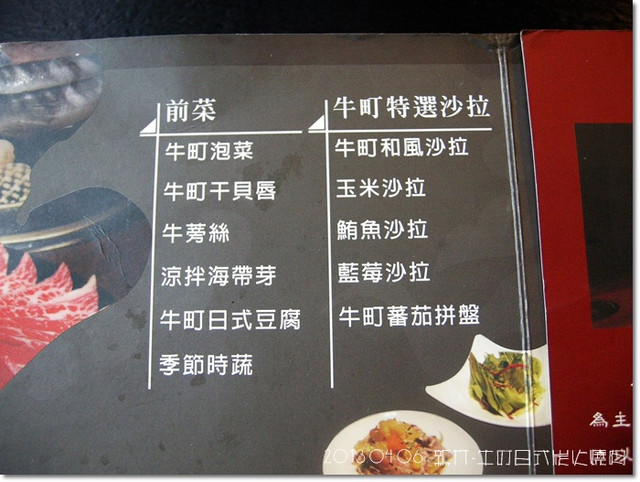 前菜
牛町泡菜
牛町干貝唇
牛蒡絲
涼拌海帶芽
牛町日式豆腐
季節時蔬
牛町特選沙拉
牛町和風沙拉
玉米沙拉
鮪魚沙拉
藍莓沙拉
牛町蕃茄拼盤
為主
20130406